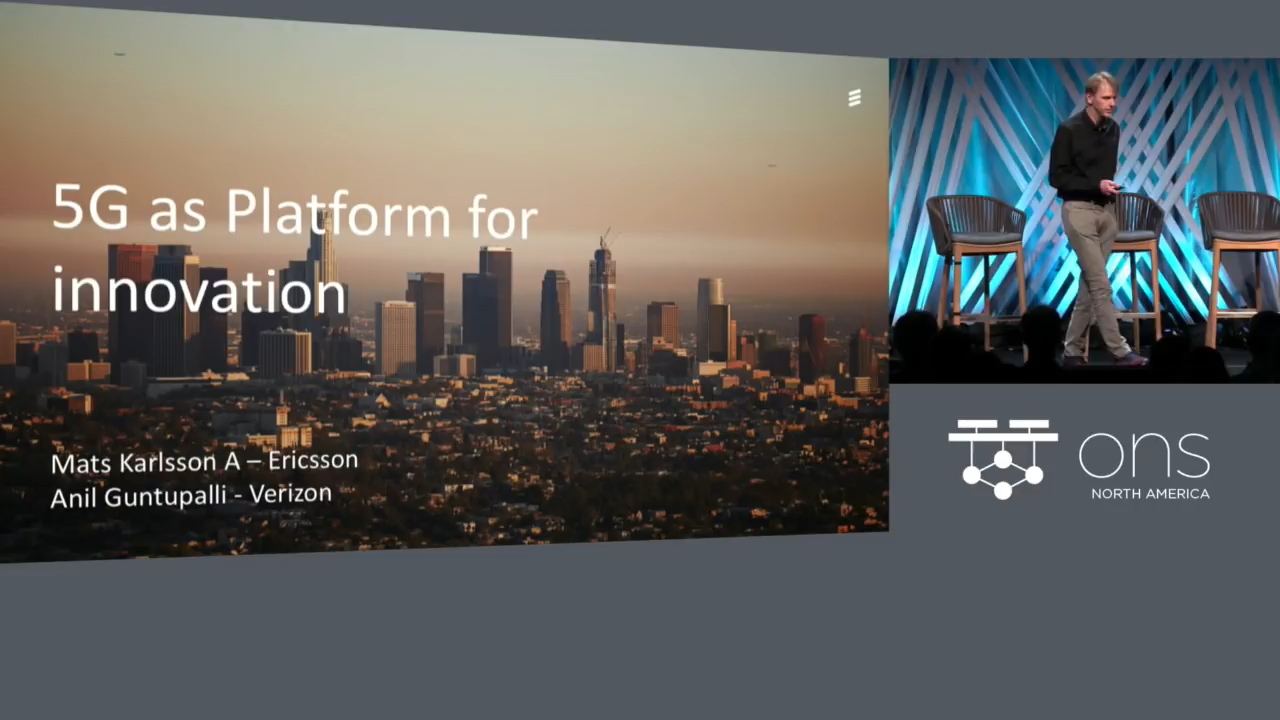 5G as Platform for
innovation
Mats Karlsson A – Ericsson
Anil Guntupalli - Verizon
ons
NORTH AMERICA